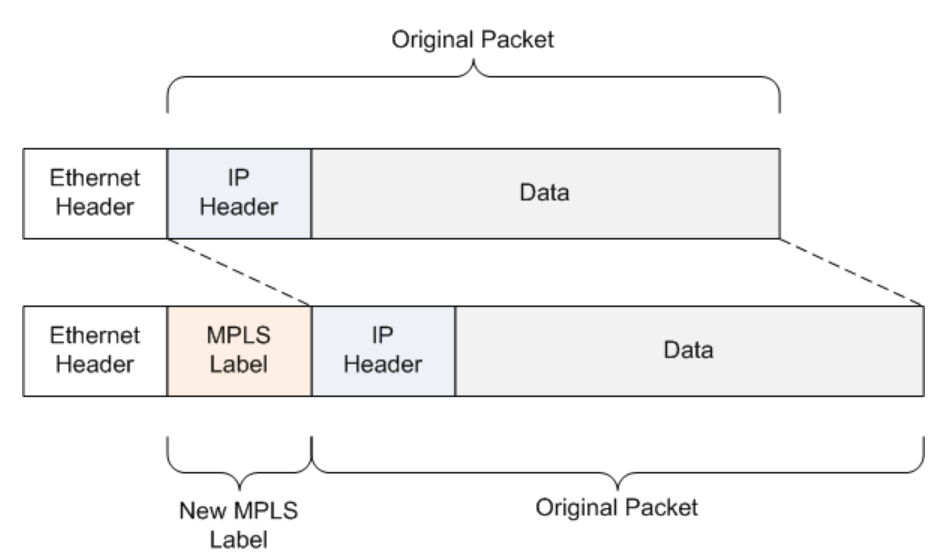 Original Packet
Ethernet
Header
IP
Header
Data
Ethernet
Header
MPLS
Label
IP
Header
Data
New MPLS
Label
Original Packet